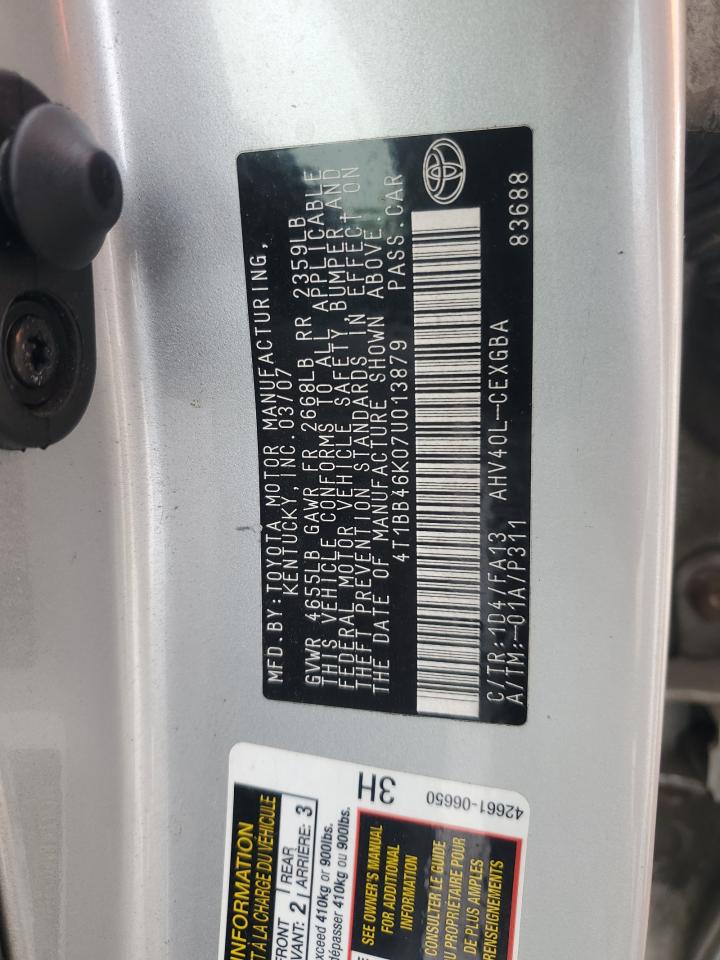 MFD.BY:TOYOTA MOTOR MANUFACTURING,
KENTUCKY, INC. 03/07
GVWR 4655LB GAWR FR 2668LB RR 2359LB
THIS VEHICLE CONFORMS TO ALL APPLICABLE
FEDERAL MOTOR VEHICLE SAFETY, BUMPER, AND
THEFT PREVENTION STANDARDS IN EFFECT ON
THE DATE OF MANUFACTURE SHOWN ABOVE.
4T1BB46K07U013879 PASS.CAR
C/TR:1D4/FA13 AHV40L-CEXGBA
A/TM:-01A/P311 83688
INFORMATION
T À LA CHARGE DU VÉHICULE
FRONT
AVANT: 2
REAR
ARRIÈRE: 3
exceed 410kg or 900lbs.
dépasser 410kg ou 900lbs.
3H
SEE OWNER'S MANUAL
FOR ADDITIONAL
INFORMATION
CONSULTER LE GUIDE
DU PROPRIÉTAIRE POUR
DE PLUS AMPLES
RENSEIGNEMENTS
42661-06650